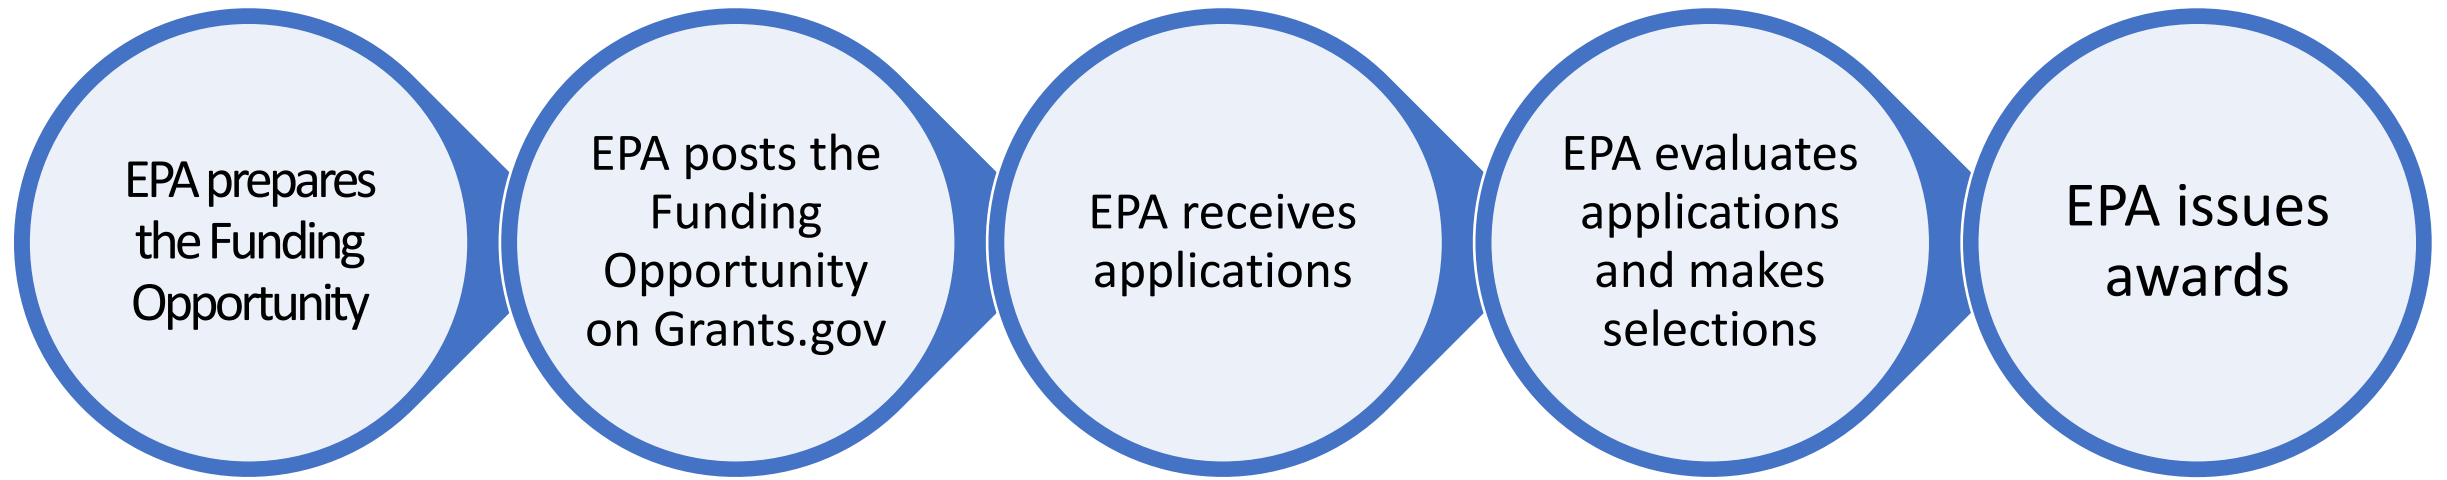 EPA prepares
the Funding
Opportunity
EPA posts the
Funding
Opportunity
on Grants.gov
EPA receives
applications
EPA evaluates
applications
and makes
selections
EPA issues
awards